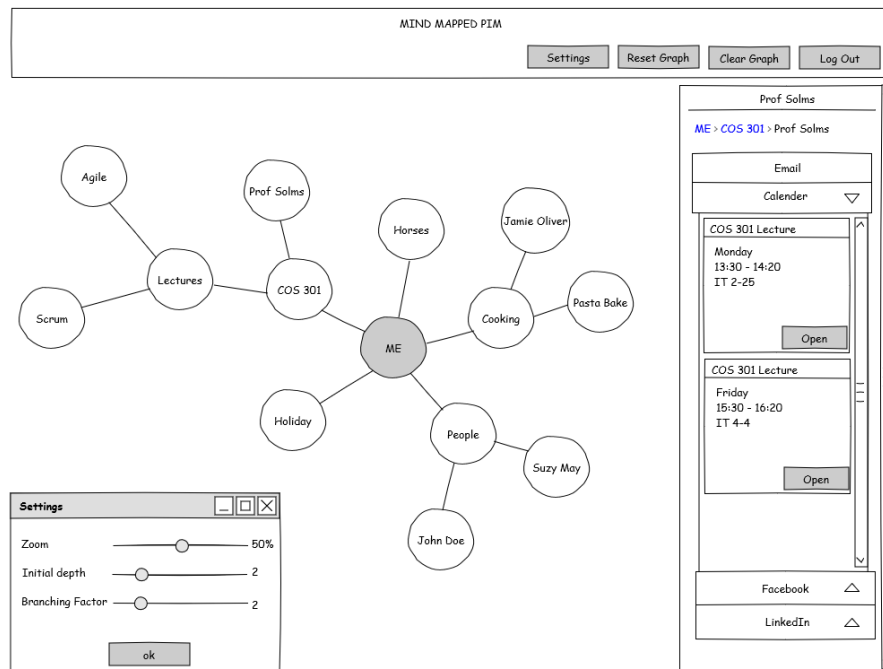 MIND MAPPED PIM
Settings
Reset Graph
Clear Graph
Log Out
Prof Solms
ME > COS 301 > Prof Solms
Email
Calender
COS 301 Lecture
Monday
13:30 - 14:20
IT 2-25
Open
COS 301 Lecture
Friday
15:30 - 16:20
IT 4-4
Open
Facebook
LinkedIn
Agile
Prof Solms
Horses
Jamie Oliver
Lectures
COS 301
Scrum
Cooking
Pasta Bake
ME
Holiday
People
Suzy May
John Doe
Settings
Zoom
50%
Initial depth
2
Branching Factor
2
ok